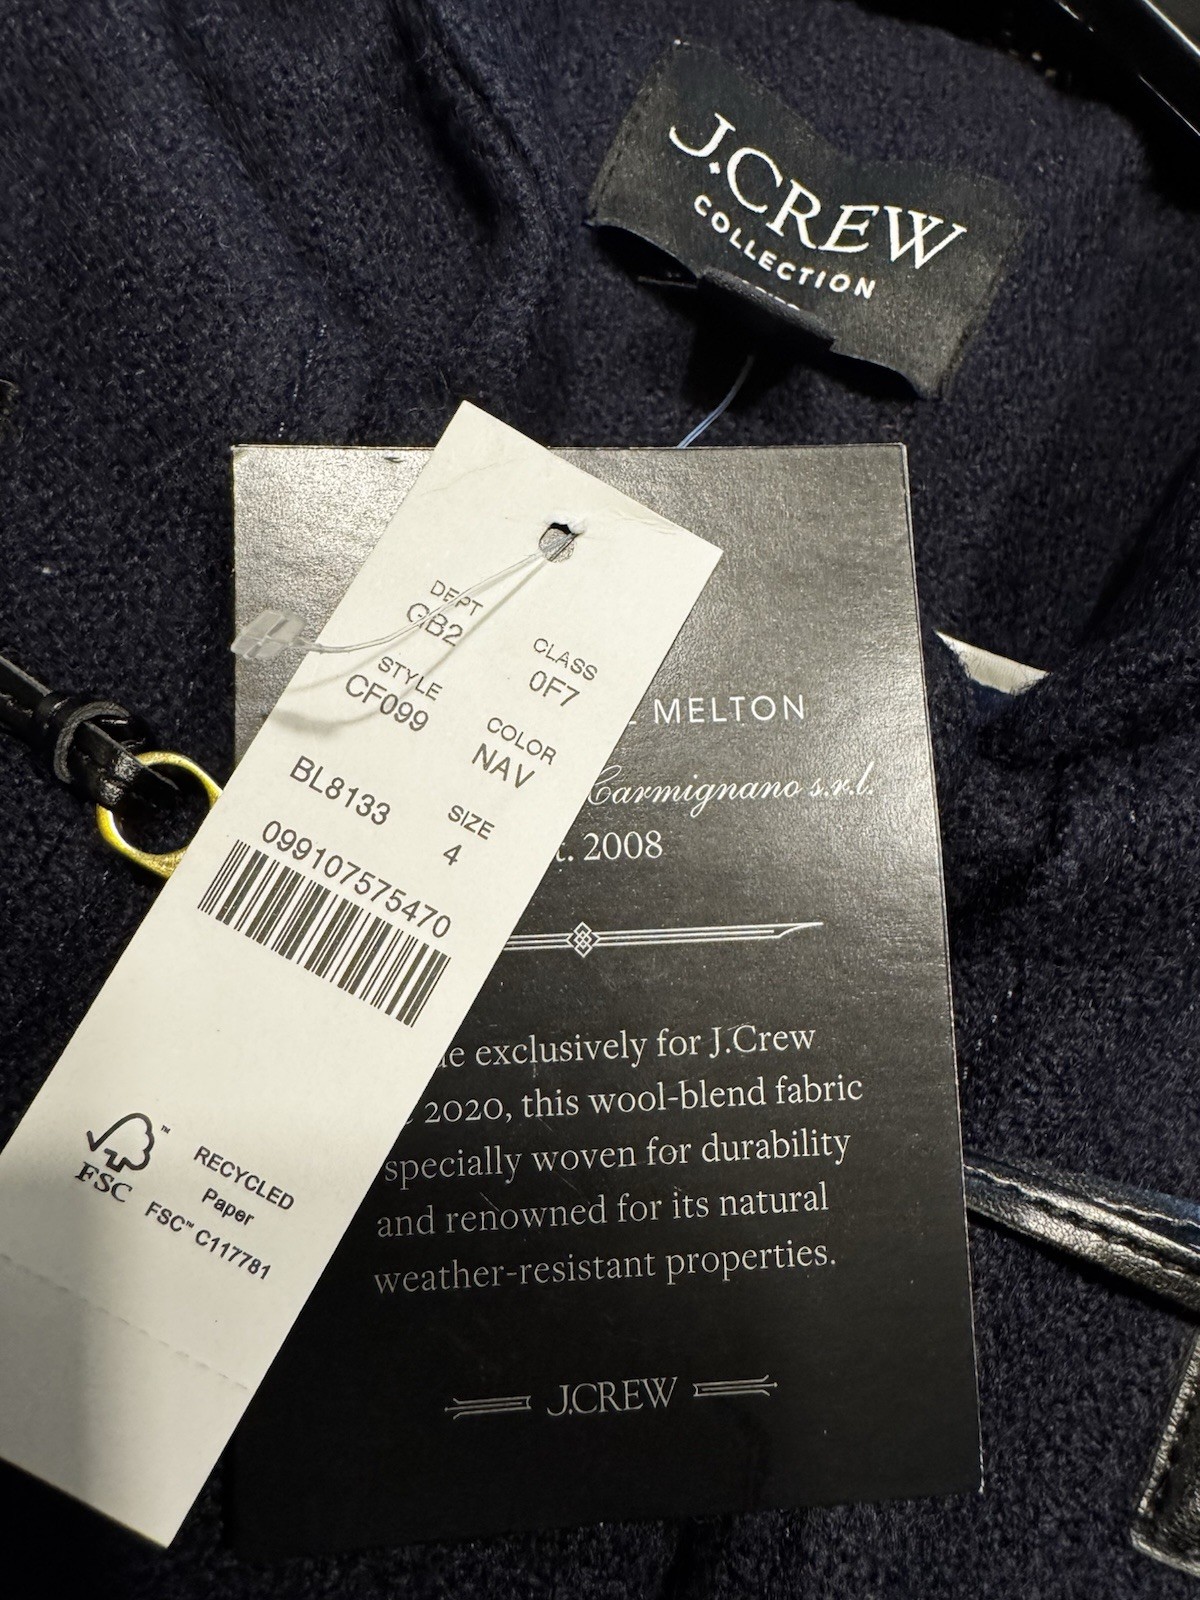 J.CREW
COLLECTION
DEPT
GB2
CLASS
0F7
STYLE
CF099
COLOR
NAV
BL8133
SIZE
4
099107575470
FSC™
RECYCLED
Paper
FSC™ C117781
MELTON
Carmignano s.r.l.
2008
exclusively for J.Crew
2020, this wool-blend fabric
specially woven for durability
and renowned for its natural
weather-resistant properties.
J.CREW